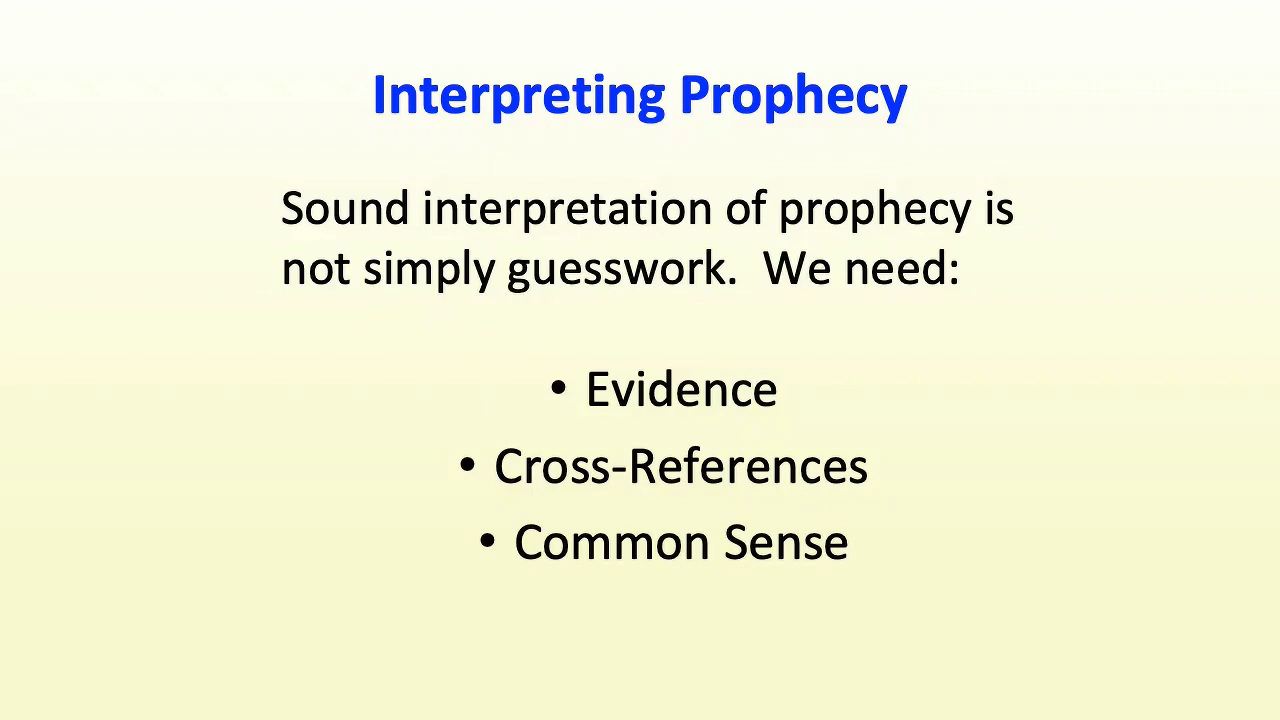 Interpreting Prophecy
Sound interpretation of prophecy is
not simply guesswork.  We need:
• Evidence
• Cross-References
• Common Sense